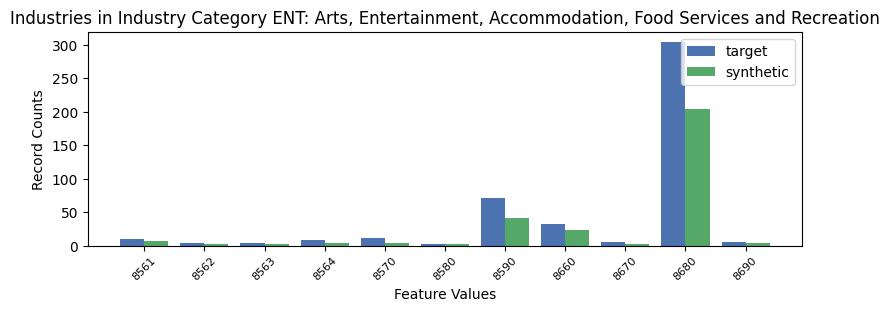 Industries in Industry Category ENT: Arts, Entertainment, Accommodation, Food Services and Recreation
target
synthetic
Record Counts
300
250
200
150
100
50
0
8561 8562 8563 8564 8570 8580 8590 8660 8670 8680 8690
Feature Values